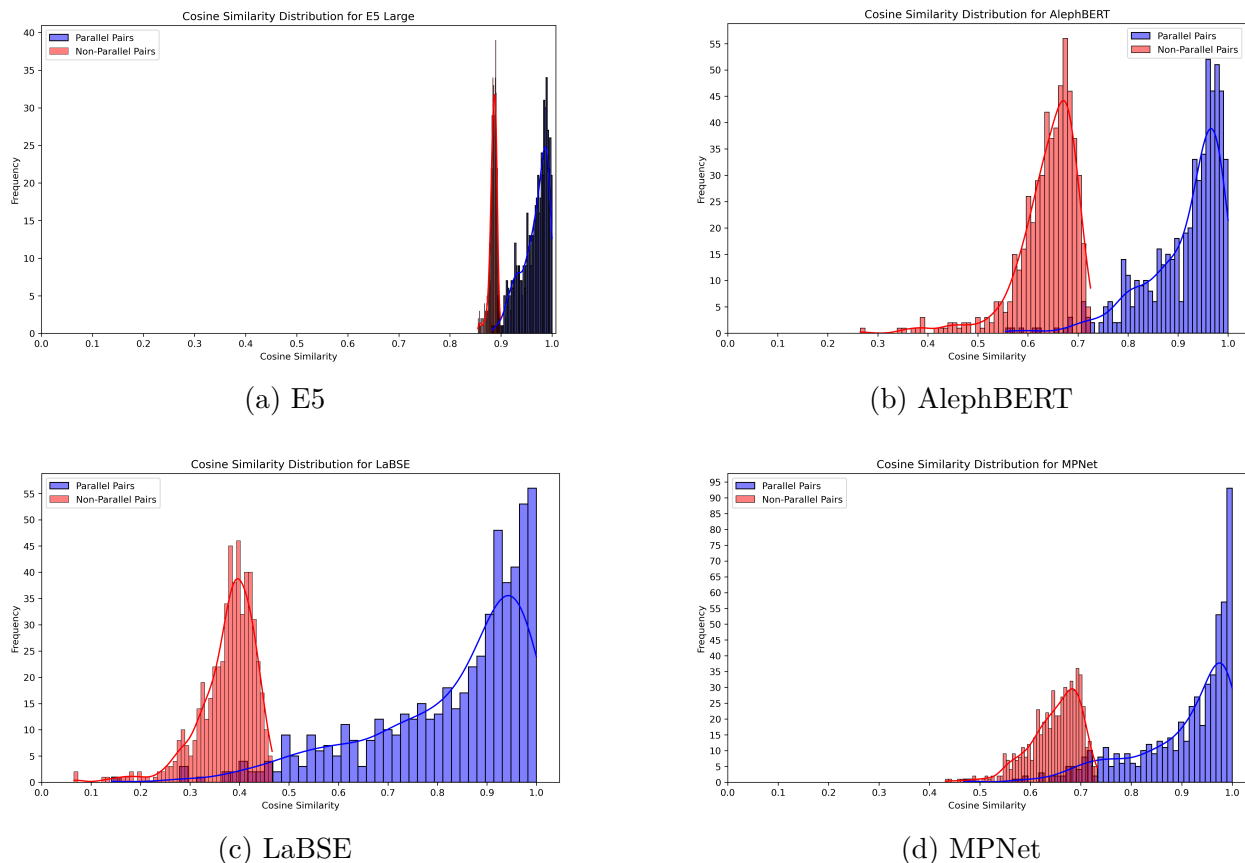 Cosine Similarity Distribution for E5 Large
Parallel Pairs
Non-Parallel Pairs
Frequency
40
35
30
25
20
15
10
5
0
0.0 0.1 0.2 0.3 0.4 0.5 0.6 0.7 0.8 0.9 1.0
Cosine Similarity
(a) E5
Cosine Similarity Distribution for AlephBERT
Parallel Pairs
Non-Parallel Pairs
Frequency
55
50
45
40
35
30
25
20
15
10
5
0
0.0 0.1 0.2 0.3 0.4 0.5 0.6 0.7 0.8 0.9 1.0
Cosine Similarity
(b) AlephBERT
Cosine Similarity Distribution for LaBSE
Parallel Pairs
Non-Parallel Pairs
Frequency
55
50
45
40
35
30
25
20
15
10
5
0
0.0 0.1 0.2 0.3 0.4 0.5 0.6 0.7 0.8 0.9 1.0
Cosine Similarity
(c) LaBSE
Cosine Similarity Distribution for MPNet
Parallel Pairs
Non-Parallel Pairs
Frequency
95
90
85
80
75
70
65
60
55
50
45
40
35
30
25
20
15
10
5
0
0.0 0.1 0.2 0.3 0.4 0.5 0.6 0.7 0.8 0.9 1.0
Cosine Similarity
(d) MPNet